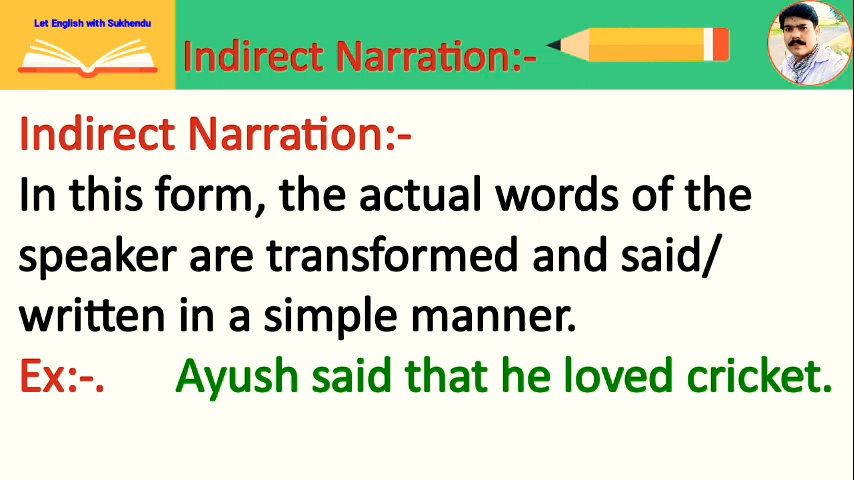 Let English with Sukhendu
Indirect Narration:-
Indirect Narration:-
In this form, the actual words of the
speaker are transformed and said/
written in a simple manner.
Ex:-. Ayush said that he loved cricket.